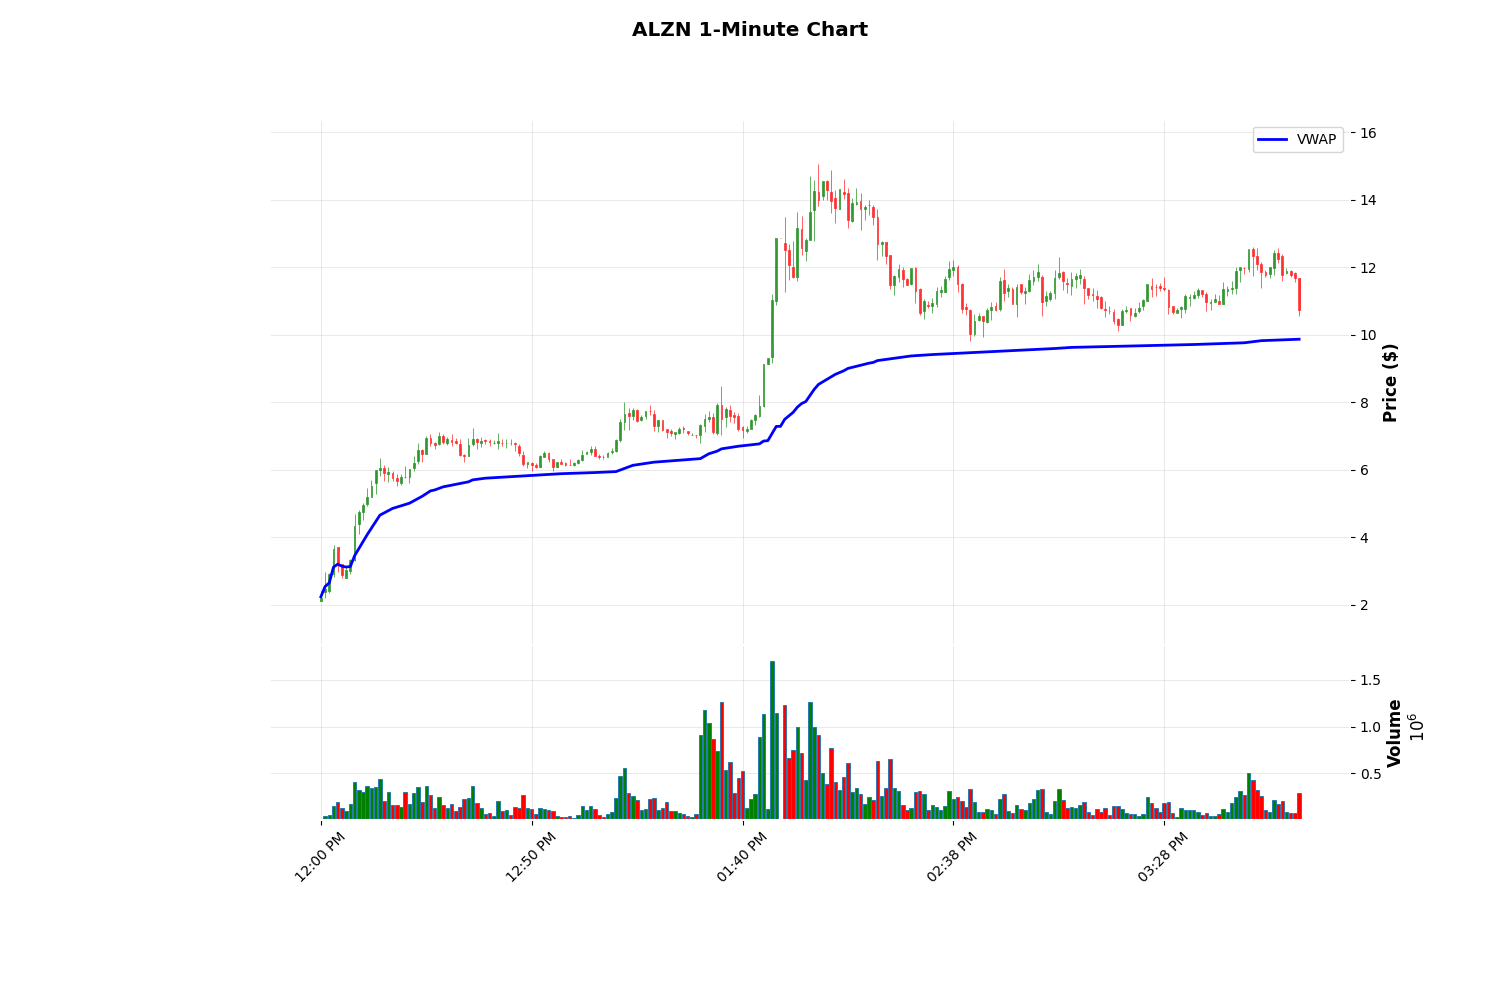 ALZN 1-Minute Chart
VWAP
16
14
12
10
8
6
4
2
Price ($)
1.5
1.0
0.5
Volume
10^6
12:00 PM
12:50 PM
01:40 PM
02:38 PM
03:28 PM